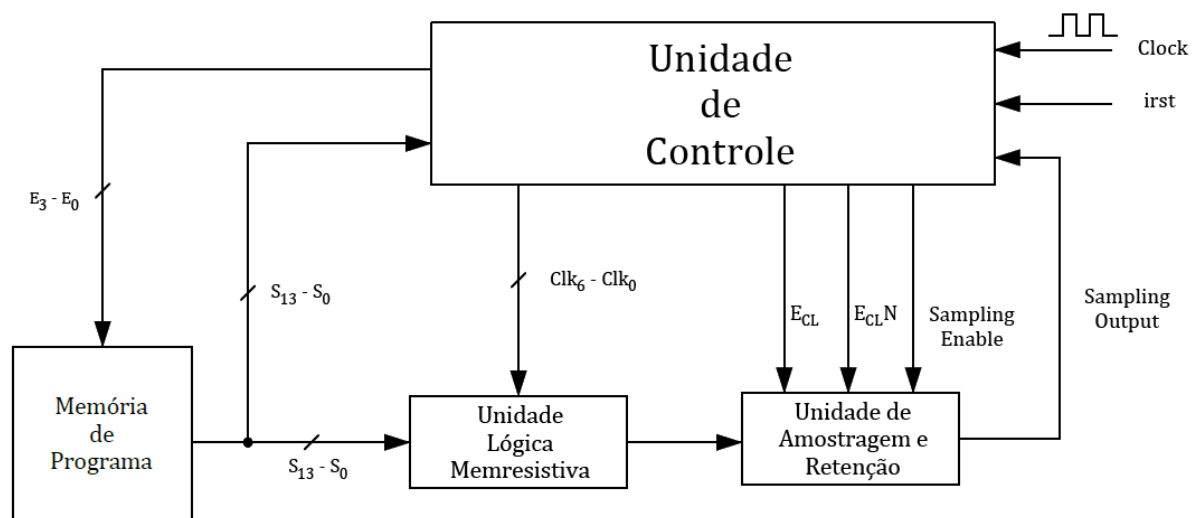 Unidade
de
Controle
Clock
irst
E3 - E0
S13 - S0
Clk6 - Clk0
ECL
ECLN
Sampling
Enable
Sampling
Output
Memória
de
Programa
S13 - S0
Unidade
Lógica
Memresistiva
Unidade de
Amostragem e
Retenção